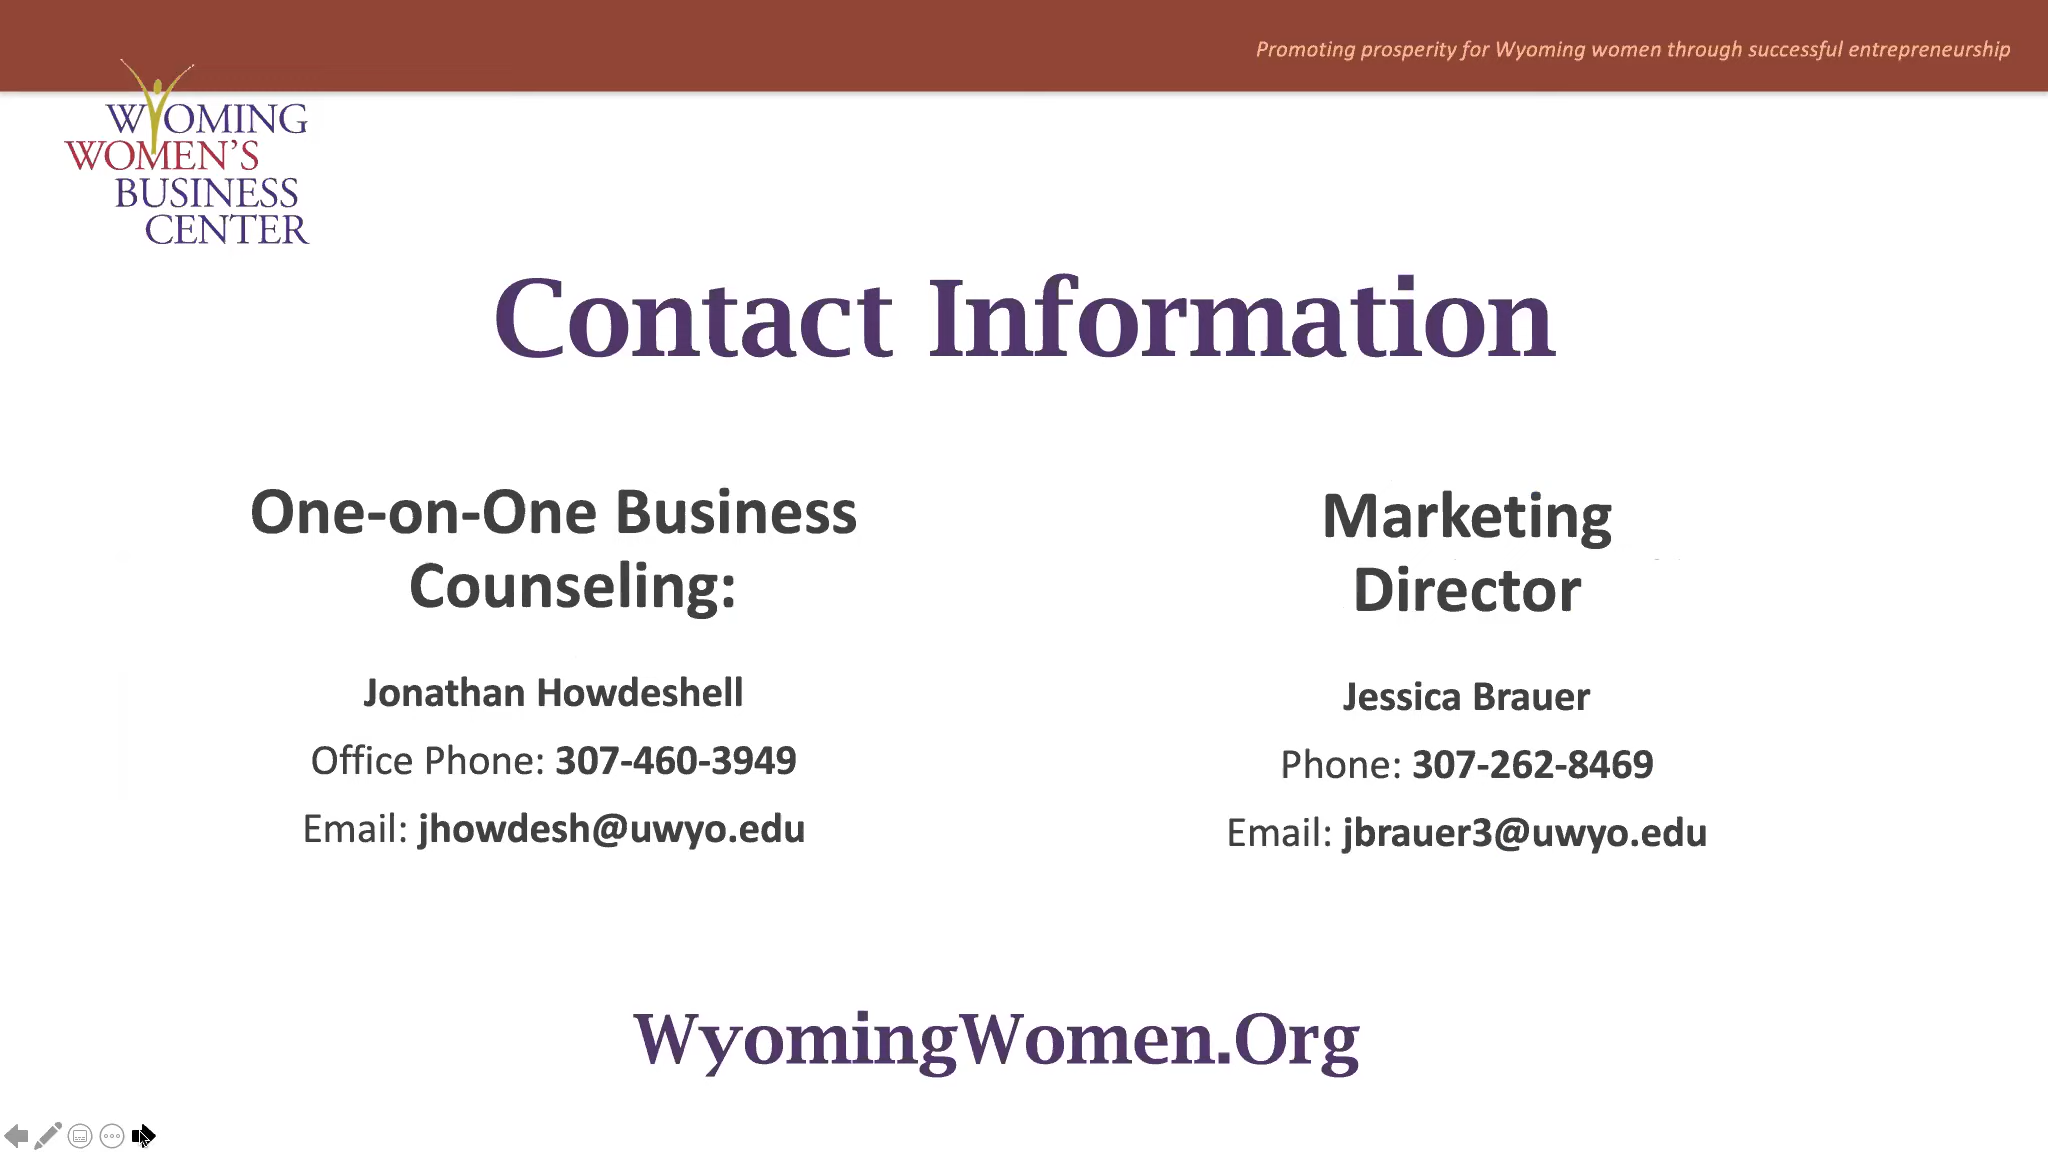 Promoting prosperity for Wyoming women through successful entrepreneurship
WYOMING
WOMEN'S
BUSINESS
CENTER
Contact Information
One-on-One Business
Counseling:
Jonathan Howdeshell
Office Phone: 307-460-3949
Email: jhowdesh@uwyo.edu
Marketing
Director
Jessica Brauer
Phone: 307-262-8469
Email: jbrauer3@uwyo.edu
WyomingWomen.Org